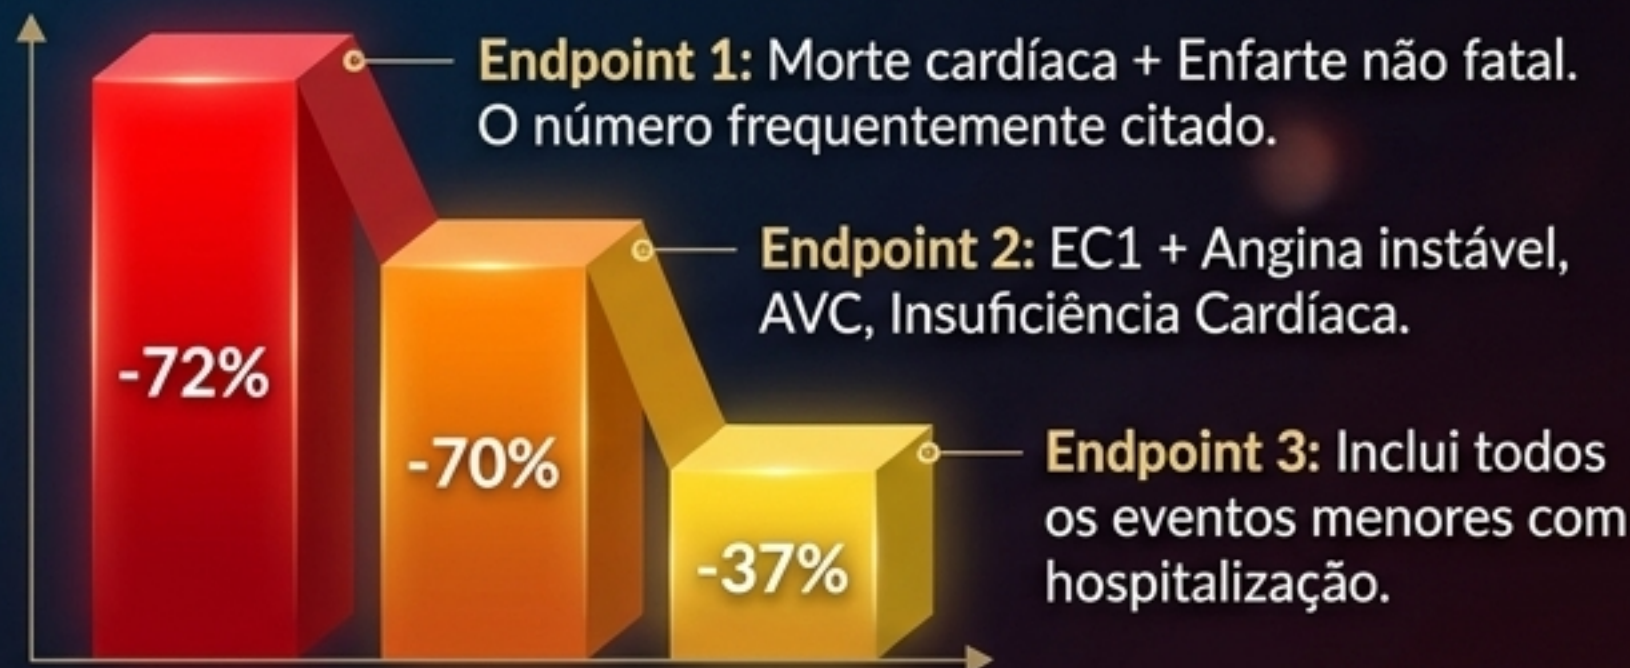 Endpoint 1: Morte cardíaca + Enfarte não fatal.
O número frequentemente citado.
-72%
Endpoint 2: EC1 + Angina instável,
AVC, Insuficiência Cardíaca.
-70%
Endpoint 3: Inclui todos
os eventos menores com
hospitalização.
-37%